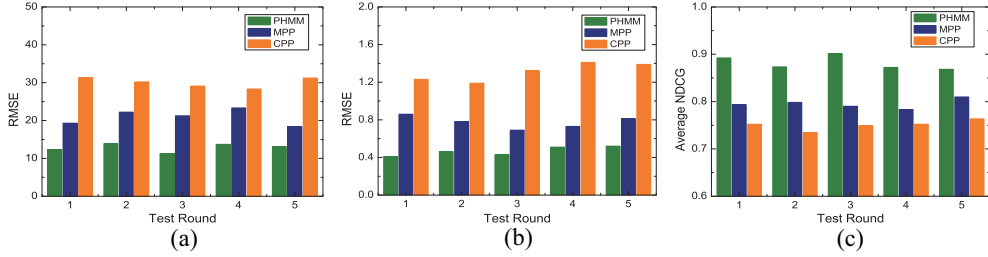 50
40
30
20
10
0
RMSE
PHMM
MPP
CPP
1 2 3 4 5
Test Round
(a)
2.0
1.6
1.2
0.8
0.4
0.0
RMSE
PHMM
MPP
CPP
1 2 3 4 5
Test Round
(b)
1.0
0.9
0.8
0.7
0.6
Average NDCG
PHMM
MPP
CPP
1 2 3 4 5
Test Round
(c)